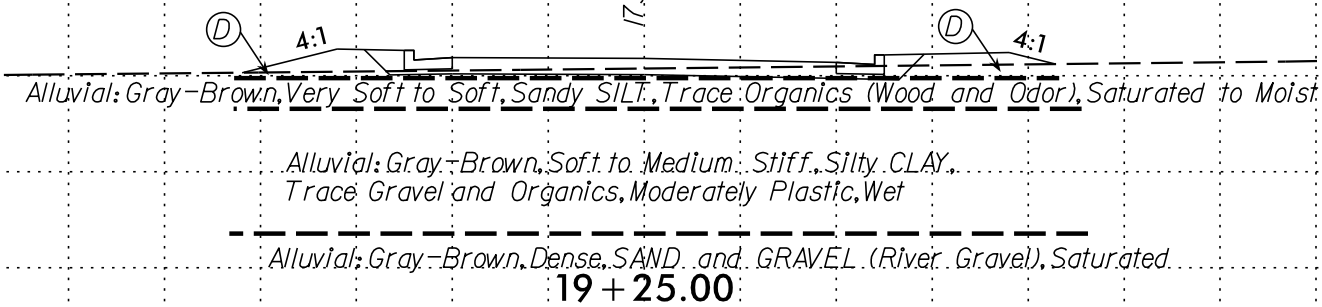 17.
D
D
4:1
4:1
Alluvial: Gray-Brown, Very Soft to Soft, Sandy SILT, Trace Organics (Wood and Odor), Saturated to Moist
Alluvial: Gray-Brown, Soft to Medium Stiff, Silty CLAY,
Trace Gravel and Organics, Moderately Plastic, Wet
Alluvial: Gray-Brown, Dense, SAND and GRAVEL (River Gravel), Saturated
19+25.00